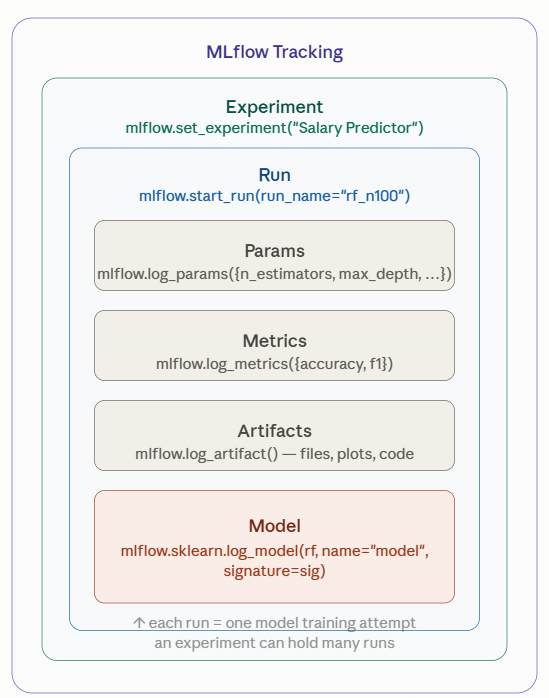 MLflow Tracking
Experiment
mlflow.set_experiment("Salary Predictor")
Run
mlflow.start_run(run_name="rf_n100")
Params
mlflow.log_params({n_estimators, max_depth, ...})
Metrics
mlflow.log_metrics({accuracy, f1})
Artifacts
mlflow.log_artifact() — files, plots, code
Model
mlflow.sklearn.log_model(rf, name="model",
signature=sig)
↑ each run = one model training attempt
an experiment can hold many runs